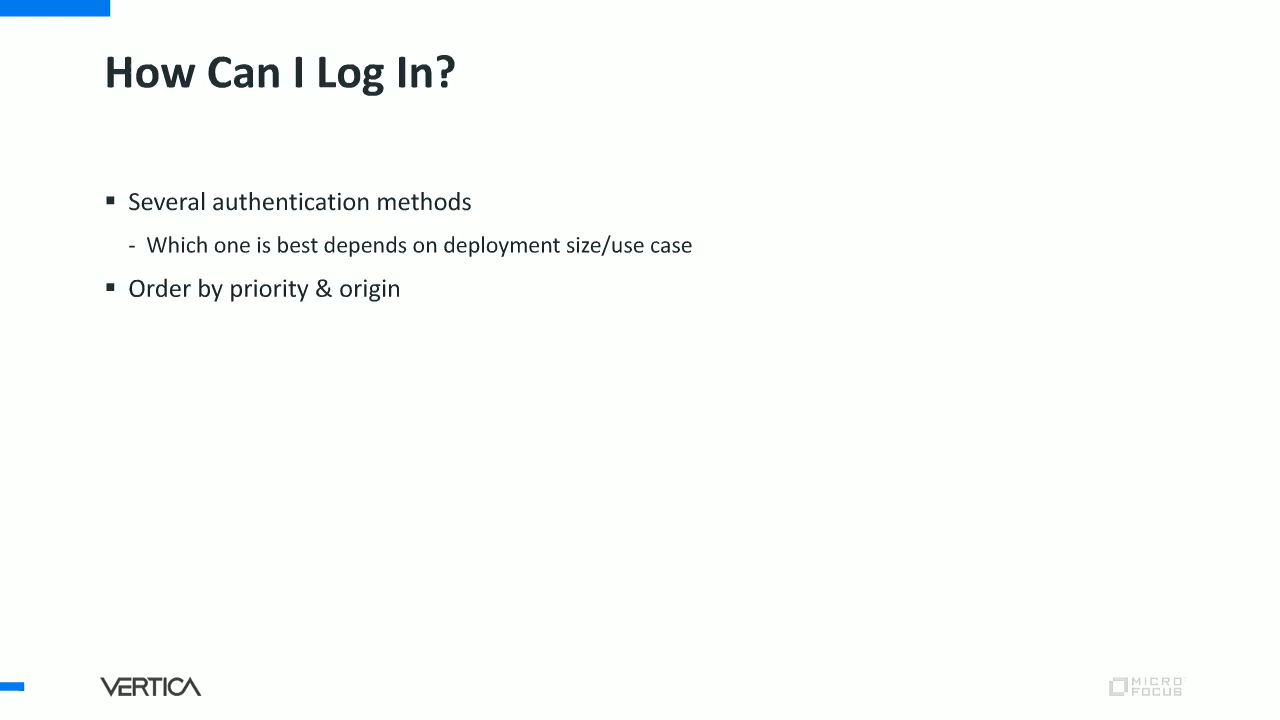 How Can I Log In?
▪ Several authentication methods
- Which one is best depends on deployment size/use case
▪ Order by priority & origin
VERTICA
MICRO
FOCUS